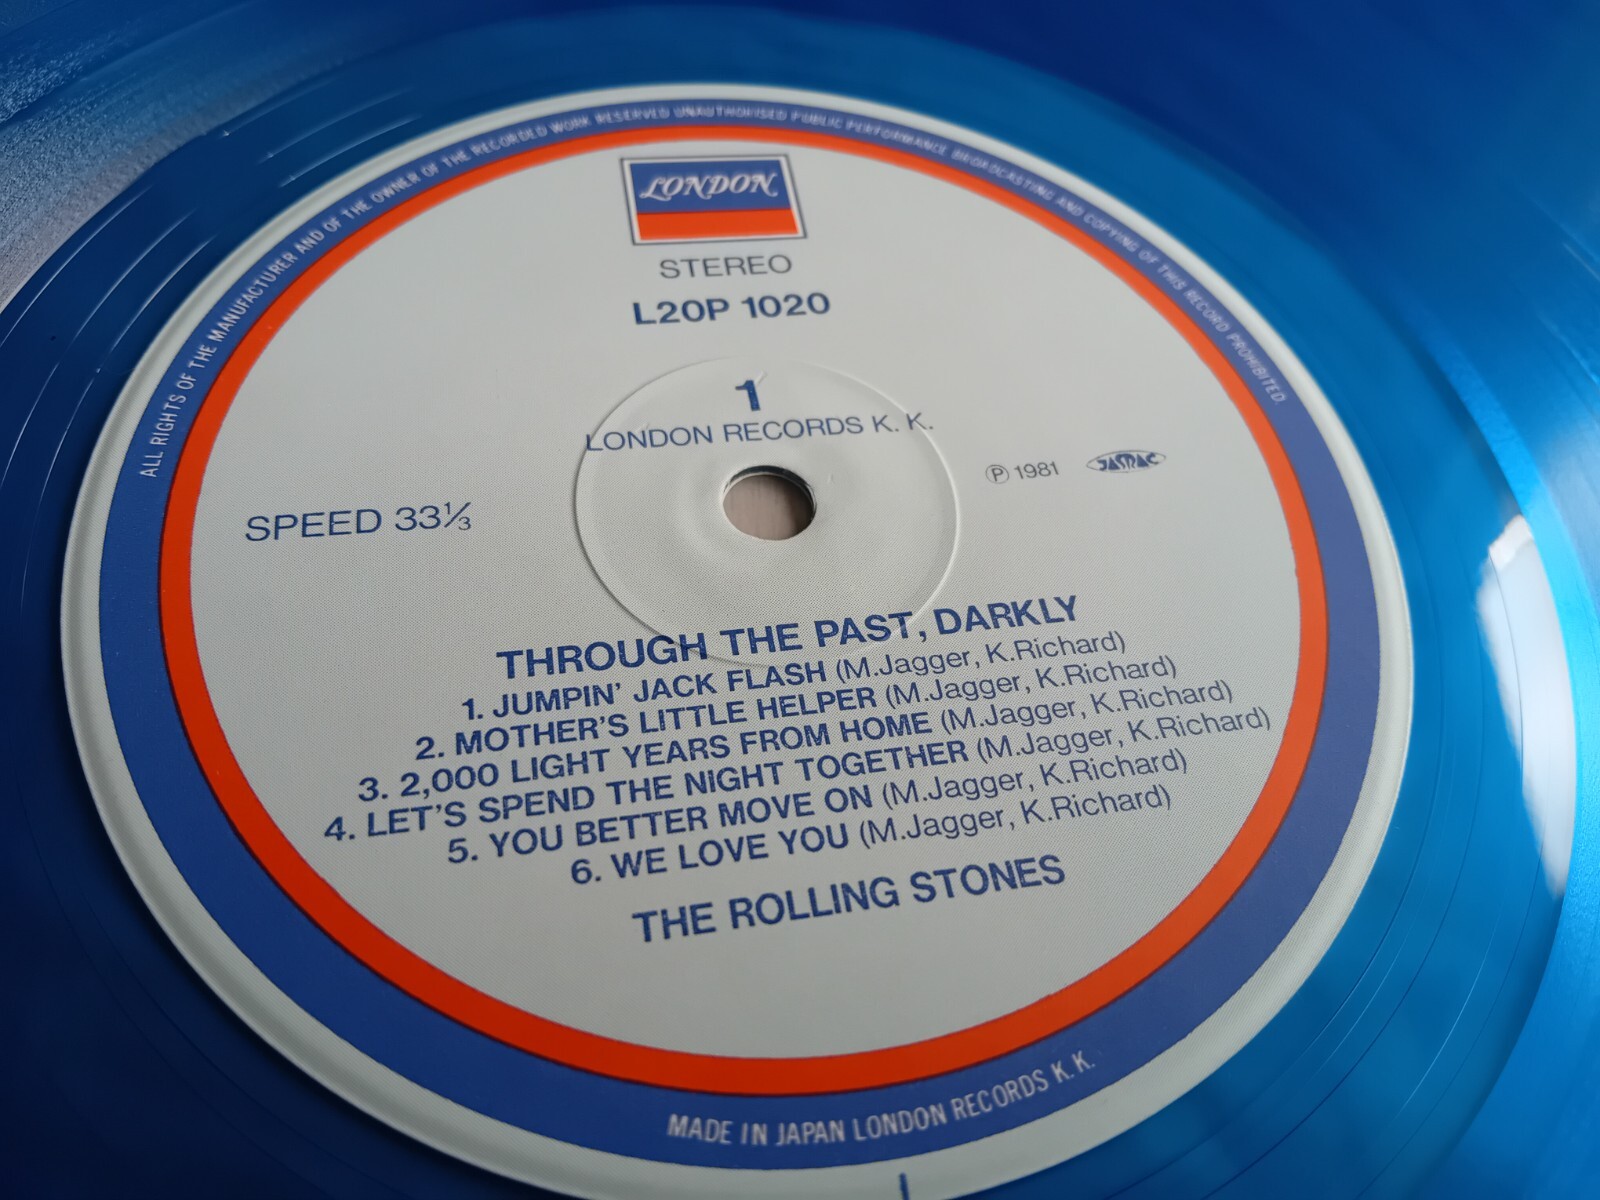 ALL RIGHTS OF THE MANUFACTURER AND OF THE OWNER OF THE RECORDED WORK RESERVED UNAUTHORISED PUBLIC PERFORMANCE BROADCASTING AND COPYING OF THIS RECORD PROHIBITED.
LONDON
STEREO
L20P 1020
1
LONDON RECORDS K. K.
SPEED 33⅓
Ⓟ 1981 JASRAC
THROUGH THE PAST, DARKLY
1. JUMPIN' JACK FLASH (M.Jagger, K.Richard)
2. MOTHER'S LITTLE HELPER (M.Jagger, K.Richard)
3. 2,000 LIGHT YEARS FROM HOME (M.Jagger, K.Richard)
4. LET'S SPEND THE NIGHT TOGETHER (M.Jagger, K.Richard)
5. YOU BETTER MOVE ON (M.Jagger, K.Richard)
6. WE LOVE YOU (M.Jagger, K.Richard)
THE ROLLING STONES
MADE IN JAPAN LONDON RECORDS K. K.